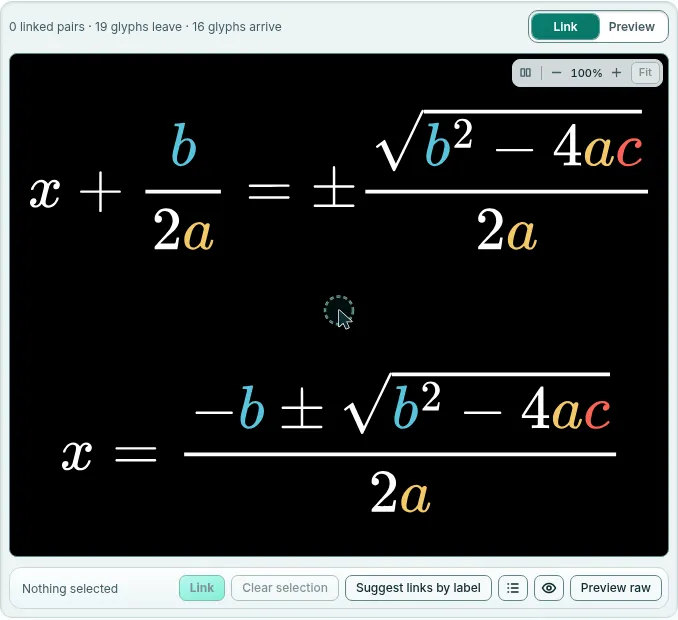 0 linked pairs · 19 glyphs leave · 16 glyphs arrive Link Preview
− 100% + Fit
x + b/2a = ±√(b² − 4ac)/2a
x = (−b ± √(b² − 4ac))/2a
Nothing selected Link Clear selection Suggest links by label Preview raw